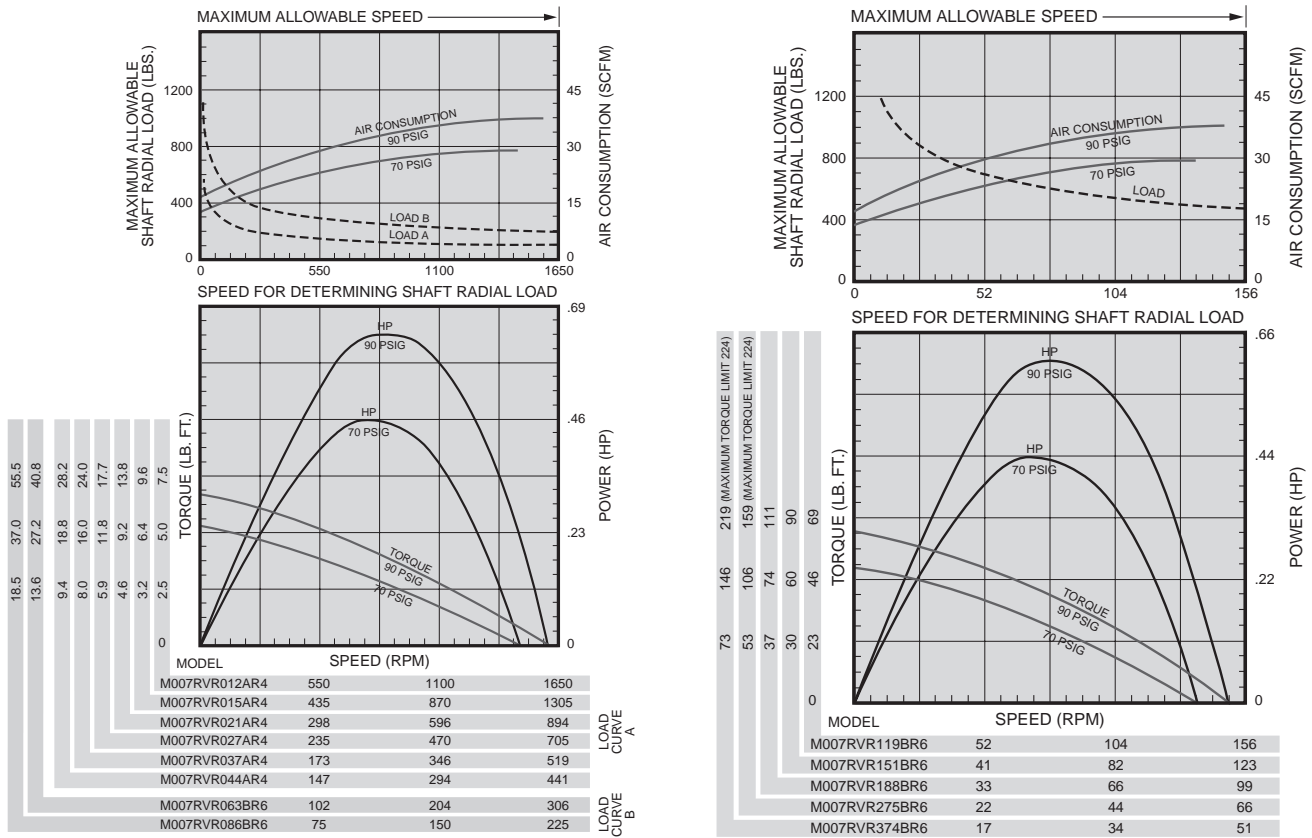 MAXIMUM ALLOWABLE SPEED
MAXIMUM ALLOWABLE
SHAFT RADIAL LOAD (LBS.)
1200
800
400
0
AIR CONSUMPTION
90 PSIG
70 PSIG
LOAD B
LOAD A
45
30
15
0
AIR CONSUMPTION (SCFM)
0 550 1100 1650
SPEED FOR DETERMINING SHAFT RADIAL LOAD
HP
90 PSIG
HP
70 PSIG
TORQUE
90 PSIG
70 PSIG
.69
.46
.23
0
POWER (HP)
TORQUE (LB. FT.)
55.5 40.8 28.2 24.0 17.7 13.8 9.6 7.5
37.0 27.2 18.8 16.0 11.8 9.2 6.4 5.0
18.5 13.6 9.4 8.0 5.9 4.6 3.2 2.5
0
MODEL SPEED (RPM)
M007RVR012AR4 550 1100 1650
M007RVR015AR4 435 870 1305
M007RVR021AR4 298 596 894
M007RVR027AR4 235 470 705
M007RVR037AR4 173 346 519
M007RVR044AR4 147 294 441
LOAD
CURVE
A
M007RVR063BR6 102 204 306
M007RVR086BR6 75 150 225
LOAD
CURVE
B
MAXIMUM ALLOWABLE SPEED
MAXIMUM ALLOWABLE
SHAFT RADIAL LOAD (LBS.)
1200
800
400
0
AIR CONSUMPTION
90 PSIG
70 PSIG
LOAD
45
30
15
0
AIR CONSUMPTION (SCFM)
0 52 104 156
SPEED FOR DETERMINING SHAFT RADIAL LOAD
HP
90 PSIG
HP
70 PSIG
TORQUE
90 PSIG
70 PSIG
.66
.44
.22
0
POWER (HP)
TORQUE (LB. FT.)
219 (MAXIMUM TORQUE LIMIT 224) 159 (MAXIMUM TORQUE LIMIT 224) 111 90 69
146 106 74 60 46
73 53 37 30 23
0
MODEL SPEED (RPM)
M007RVR119BR6 52 104 156
M007RVR151BR6 41 82 123
M007RVR188BR6 33 66 99
M007RVR275BR6 22 44 66
M007RVR374BR6 17 34 51